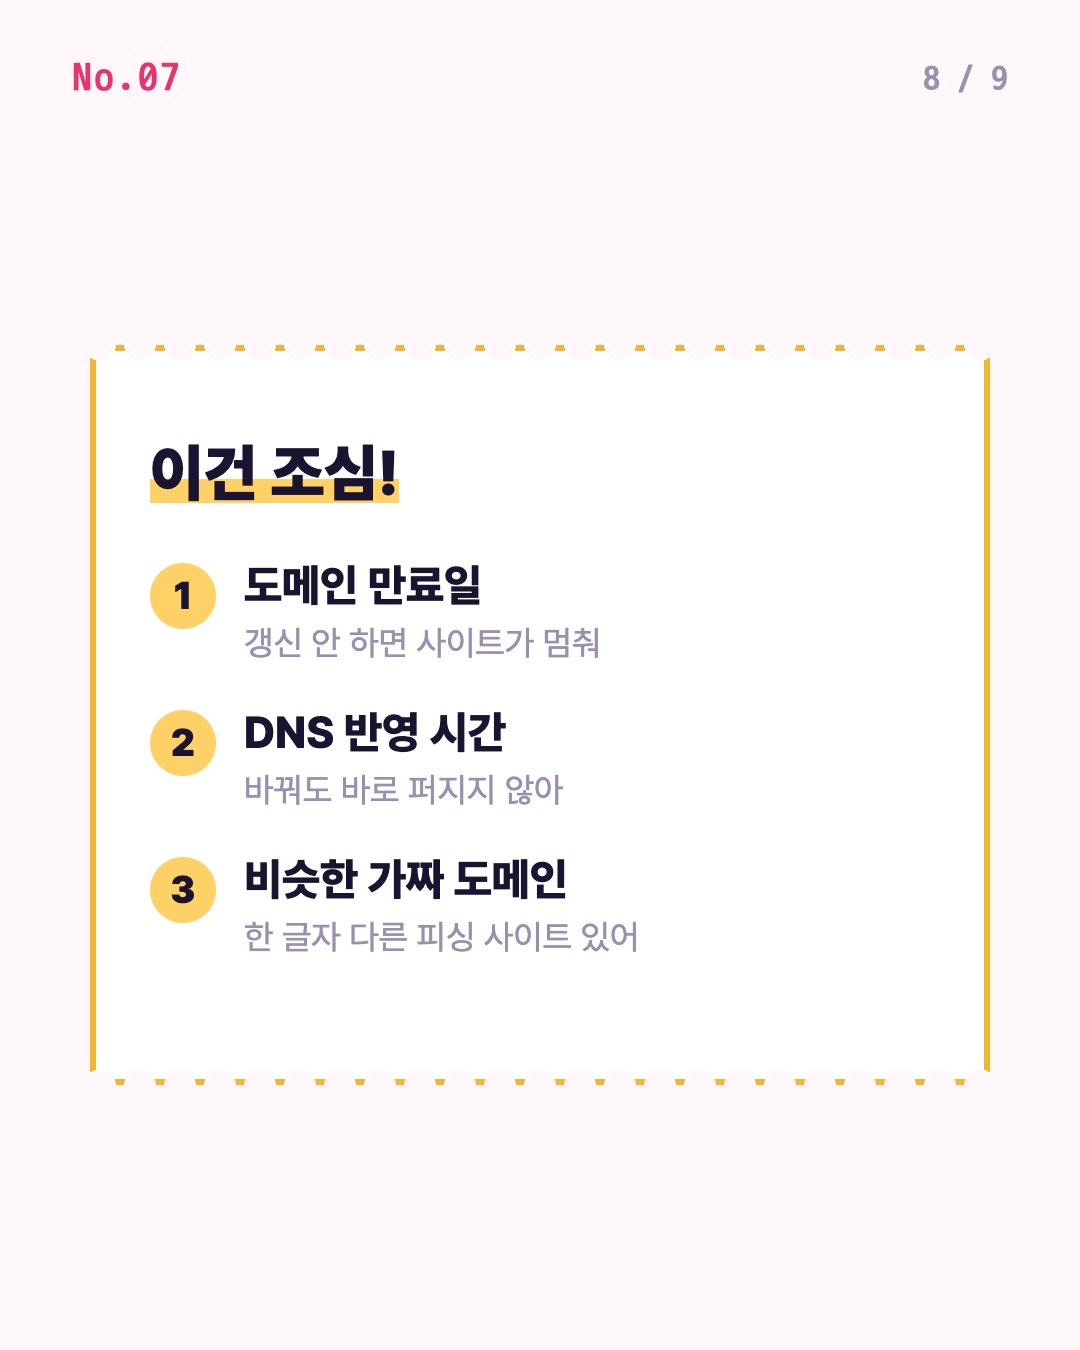 No.07
8 / 9
이건 조심!
1 도메인 만료일
갱신 안 하면 사이트가 멈춰
2 DNS 반영 시간
바꿔도 바로 퍼지지 않아
3 비슷한 가짜 도메인
한 글자 다른 피싱 사이트 있어